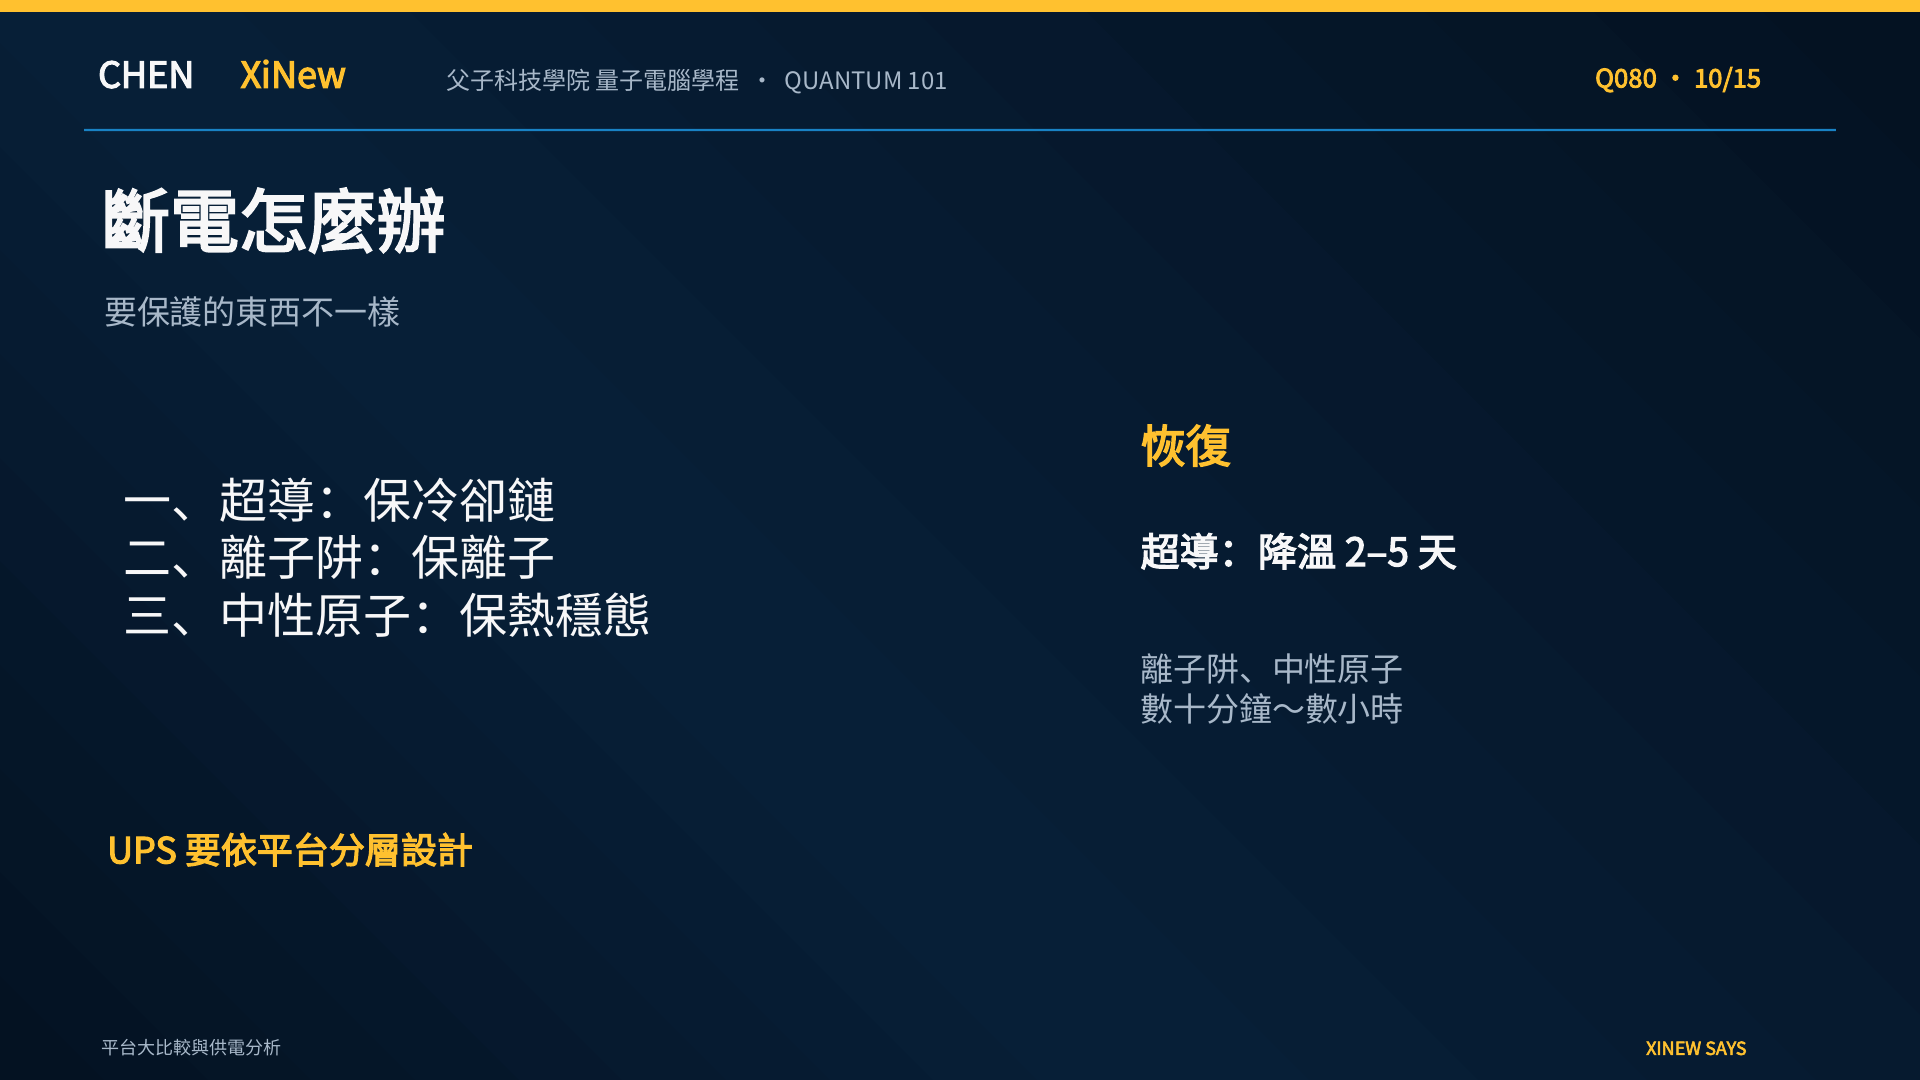 CHEN XiNew 父子科技學院 量子電腦學程 · QUANTUM 101 Q080 · 10/15
斷電怎麼辦
要保護的東西不一樣
一、超導：保冷卻鏈
二、離子阱：保離子
三、中性原子：保熱穩態
恢復
超導：降溫 2–5 天
離子阱、中性原子
數十分鐘～數小時
UPS 要依平台分層設計
平台大比較與供電分析 XINEW SAYS